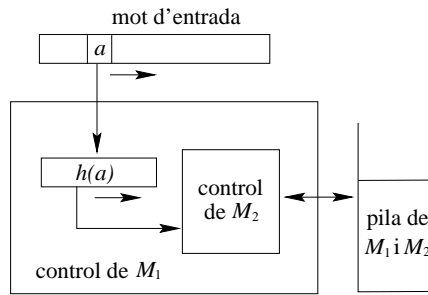 mot d'entrada
a
h(a)
control
de M2
pila de
M1 i M2
control de M1